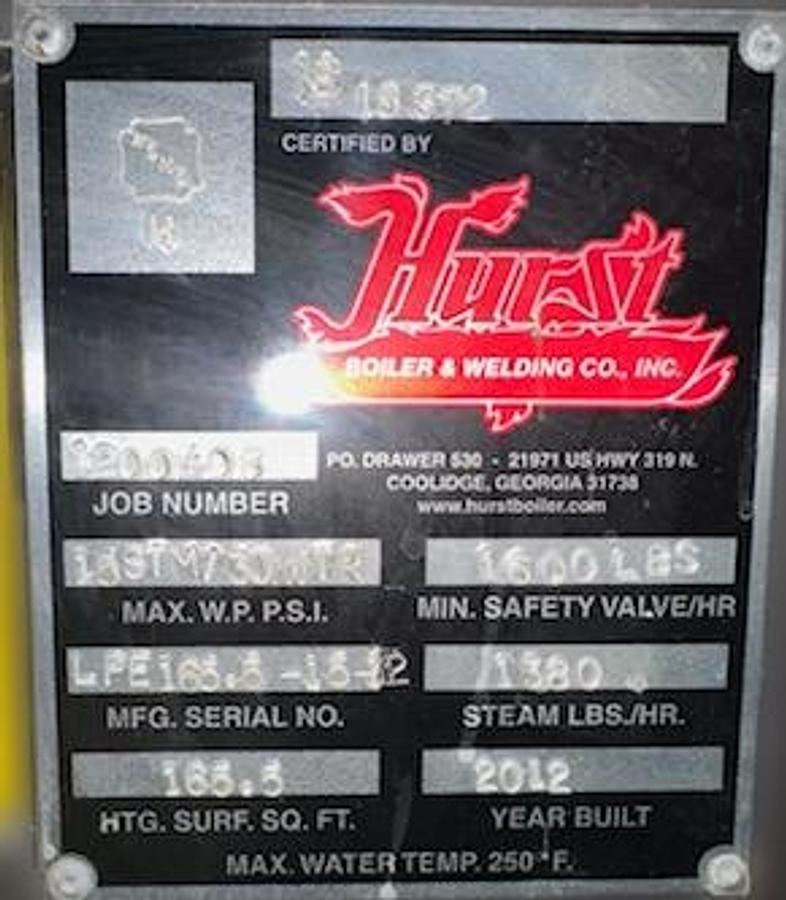 CERTIFIED BY
Hurst
BOILER & WELDING CO., INC.
JOB NUMBER
PO. DRAWER 530 - 21971 US HWY 319 N.
COOLIDGE, GEORGIA 31738
www.hurstboiler.com
1600 LBS
MAX. W.P. P.S.I.
MIN. SAFETY VALVE/HR
1380
MFG. SERIAL NO.
STEAM LBS./HR.
165.5
2012
HTG. SURF. SQ. FT.
YEAR BUILT
MAX. WATER TEMP. 250 °F.